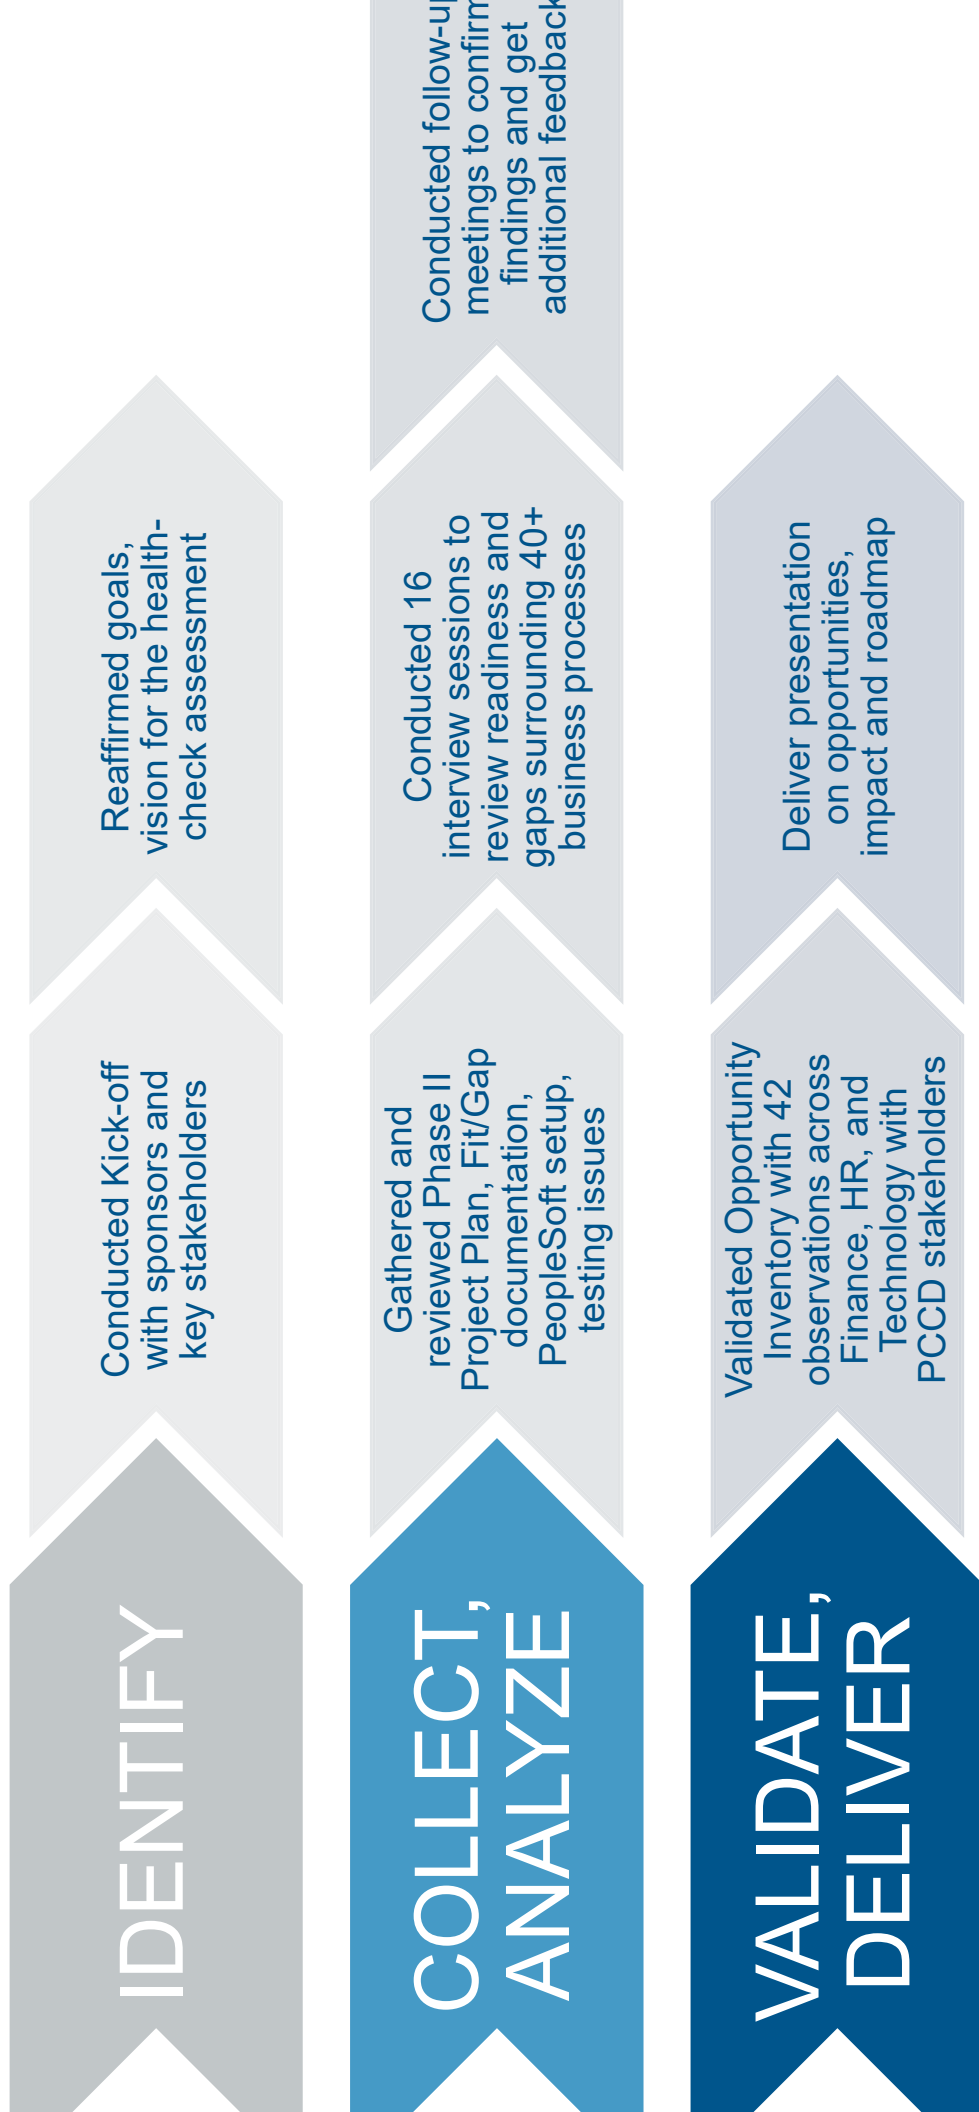 IDENTIFY
Conducted Kick-off
with sponsors and
key stakeholders
Reaffirmed goals,
vision for the health-
check assessment
COLLECT,
ANALYZE
Gathered and
reviewed Phase II
Project Plan, Fit/Gap
documentation,
PeopleSoft setup,
testing issues
Conducted 16
interview sessions to
review readiness and
gaps surrounding 40+
business processes
Conducted follow-up
meetings to confirm
findings and get
additional feedback
VALIDATE,
DELIVER
Validated Opportunity
Inventory with 42
observations across
Finance, HR, and
Technology with
PCCD stakeholders
Deliver presentation
on opportunities,
impact and roadmap